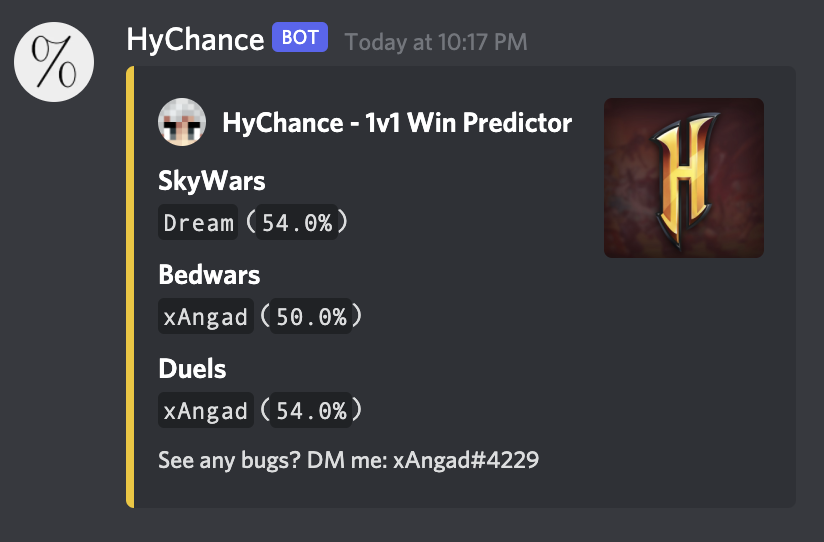 %
HyChance BOT Today at 10:17 PM
HyChance - 1v1 Win Predictor
H
SkyWars
Dream (54.0%)
Bedwars
xAngad (50.0%)
Duels
xAngad (54.0%)
See any bugs? DM me: xAngad#4229